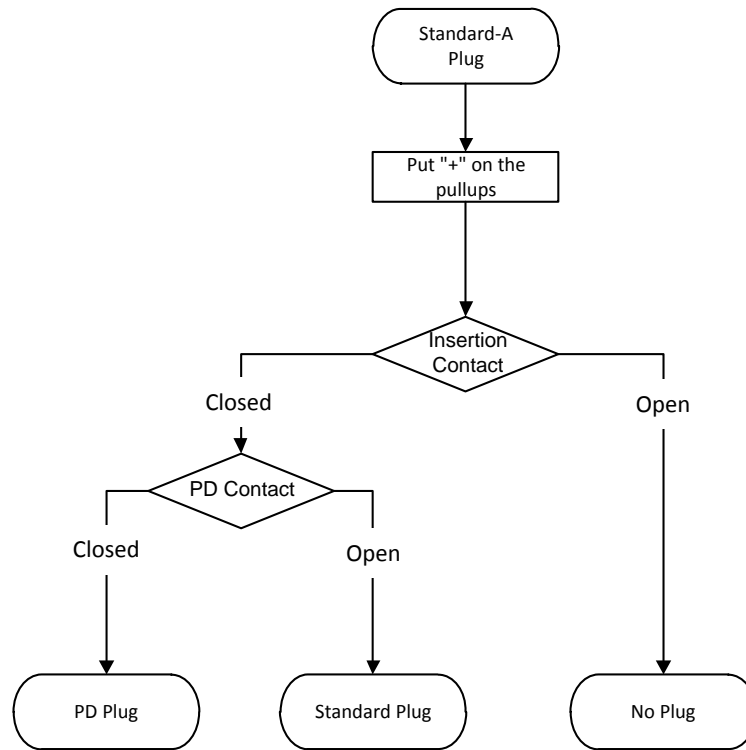 Standard-A
Plug
Put "+" on the
pullups
Insertion
Contact
Closed
Open
PD Contact
Closed
Open
PD Plug
Standard Plug
No Plug